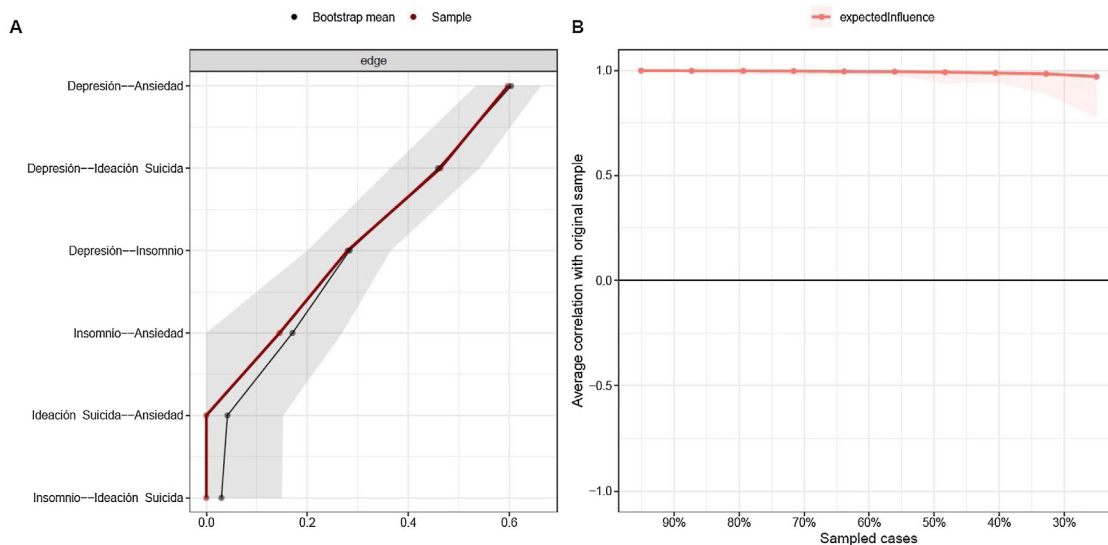 A
Bootstrap mean
Sample
edge
Depresión--Ansiedad
Depresión--Ideación Suicida
Depresión--Insomnio
Insomnio--Ansiedad
Ideación Suicida--Ansiedad
Insomnio--Ideación Suicida
0.0 0.2 0.4 0.6
B
expectedInfluence
Average correlation with original sample
1.0
0.5
0.0
−0.5
−1.0
90% 80% 70% 60% 50% 40% 30%
Sampled cases